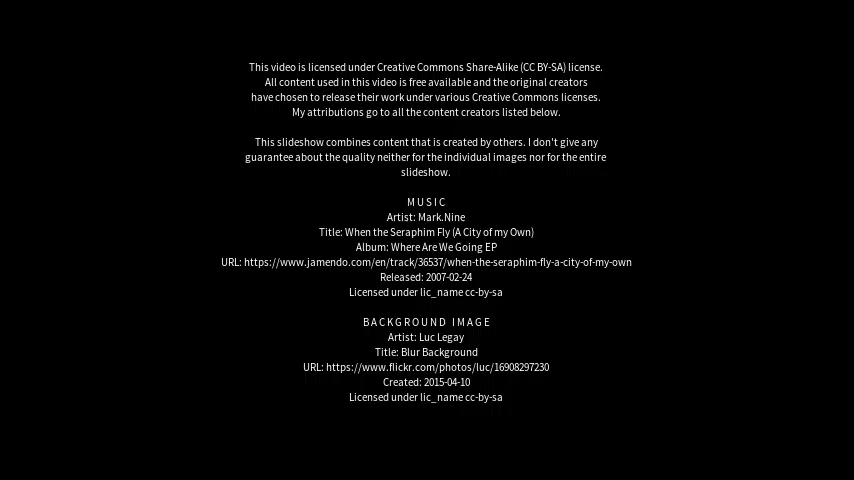 This video is licensed under Creative Commons Share-Alike (CC BY-SA) license.
All content used in this video is free available and the original creators
have chosen to release their work under various Creative Commons licenses.
My attributions go to all the content creators listed below.
This slideshow combines content that is created by others. I don't give any
guarantee about the quality neither for the individual images nor for the entire
slideshow.
MUSIC
Artist: Mark.Nine
Title: When the Seraphim Fly (A City of my Own)
Album: Where Are We Going EP
URL: https://www.jamendo.com/en/track/36537/when-the-seraphim-fly-a-city-of-my-own
Released: 2007-02-24
Licensed under lic_name cc-by-sa
BACKGROUND IMAGE
Artist: Luc Legay
Title: Blur Background
URL: https://www.flickr.com/photos/luc/16908297230
Created: 2015-04-10
Licensed under lic_name cc-by-sa